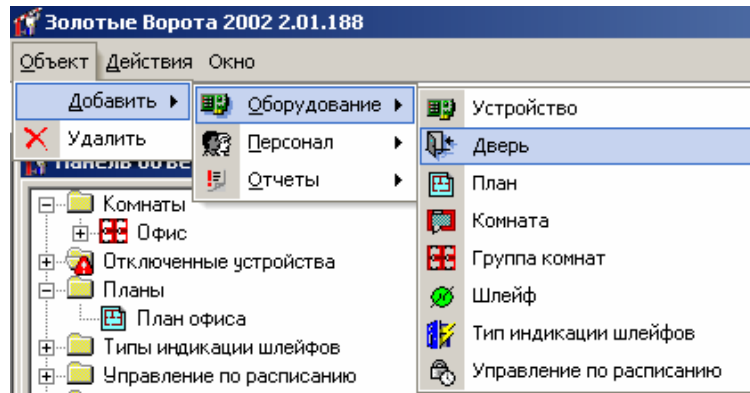 Золотые Ворота 2002 2.01.188
Объект Действия Окно
Добавить
Удалить
Оборудование
Персонал
Отчеты
Устройство
Дверь
План
Комната
Группа комнат
Шлейф
Тип индикации шлейфов
Управление по расписанию
Панель объе
Комнаты
Офис
Отключенные устройства
Планы
План офиса
Типы индикации шлейфов
Управление по расписанию